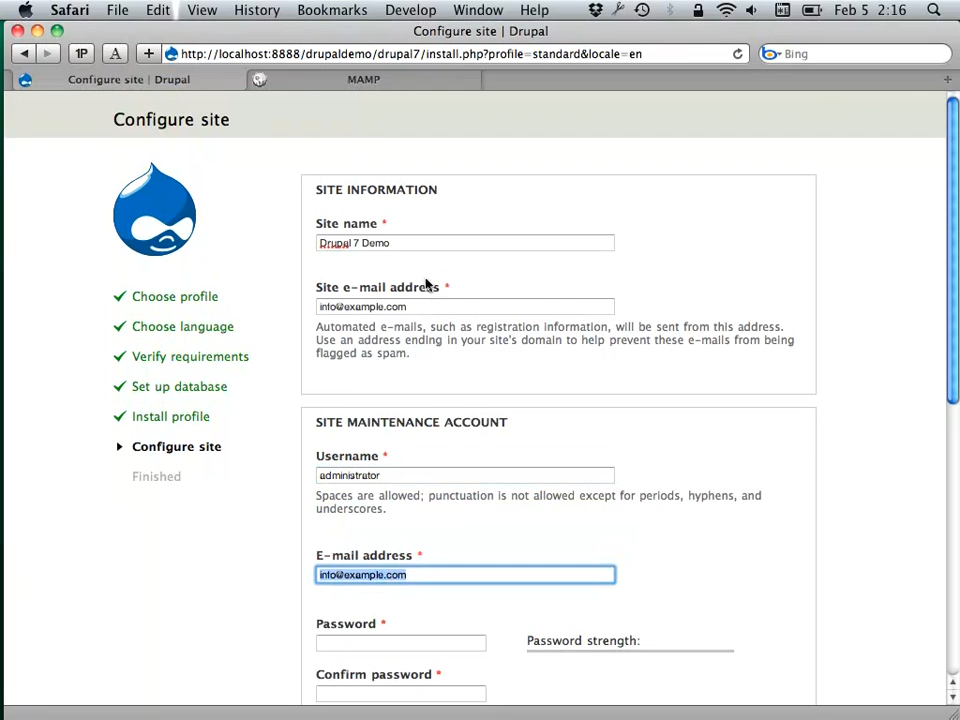 Safari File Edit View History Bookmarks Develop Window Help Feb 5 2:16
Configure site | Drupal
1P A + http://localhost:8888/drupaldemo/drupal7/install.php?profile=standard&locale=en Bing
Configure site | Drupal MAMP
Configure site
SITE INFORMATION
Site name *
Drupal 7 Demo
Site e-mail address *
info@example.com
Automated e-mails, such as registration information, will be sent from this address.
Use an address ending in your site's domain to help prevent these e-mails from being
flagged as spam.
Choose profile
Choose language
Verify requirements
Set up database
Install profile
Configure site
Finished
SITE MAINTENANCE ACCOUNT
Username *
administrator
Spaces are allowed; punctuation is not allowed except for periods, hyphens, and
underscores.
E-mail address *
info@example.com
Password *
Password strength:
Confirm password *